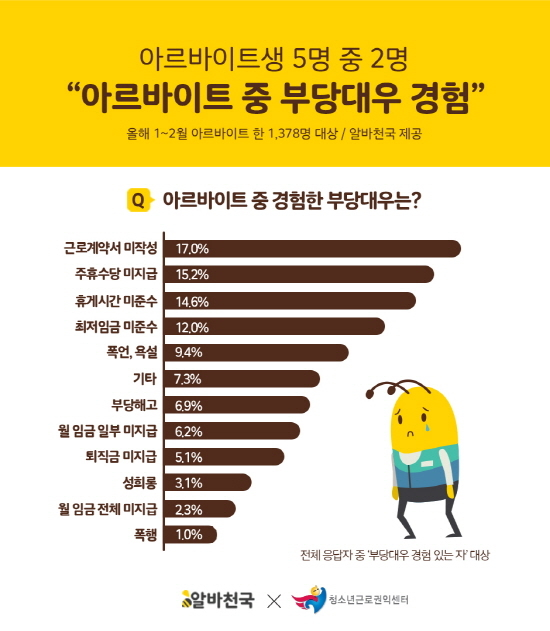 아르바이트생 5명 중 2명
“아르바이트 중 부당대우 경험”
올해 1~2월 아르바이트 한 1,378명 대상 / 알바천국 제공
Q 아르바이트 중 경험한 부당대우는?
근로계약서 미작성 17.0%
주휴수당 미지급 15.2%
휴게시간 미준수 14.6%
최저임금 미준수 12.0%
폭언, 욕설 9.4%
기타 7.3%
부당해고 6.9%
월 임금 일부 미지급 6.2%
퇴직금 미지급 5.1%
성희롱 3.1%
월 임금 전체 미지급 2.3%
폭행 1.0%
전체 응답자 중 '부당대우 경험 있는 자' 대상
알바천국 × 청소년근로권익센터